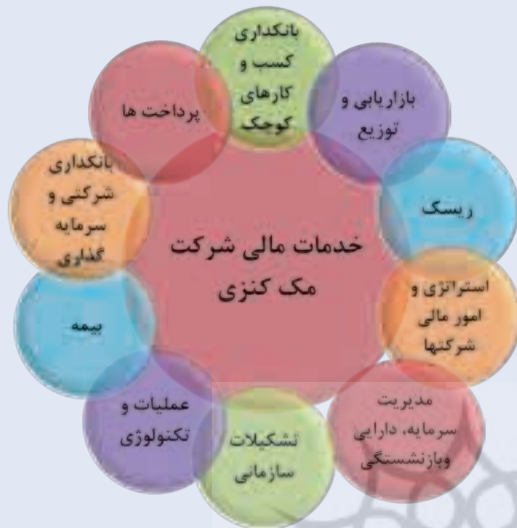 خدمات مالی شرکت
مک کنزی
بانکداری
کسب و
کارهای
کوچک
بازاریابی و
توزیع
ریسک
استراتژی و
امور مالی
شرکتها
مدیریت
سرمایه، دارایی
وبازنشستگی
تشکیلات
سازمانی
عملیات و
تکنولوژی
بیمه
بانکداری
شرکتی و
سرمایه
گذاری
پرداخت ها